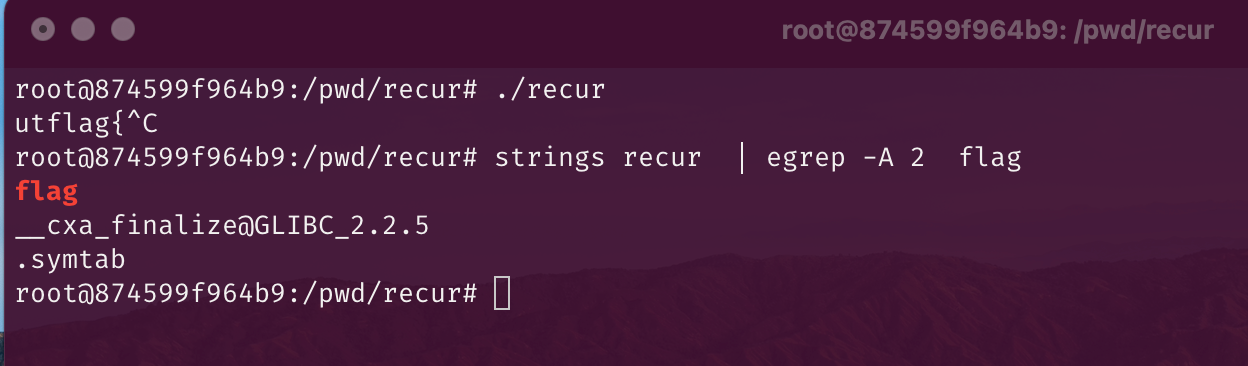 root@874599f964b9: /pwd/recur
root@874599f964b9:/pwd/recur# ./recur
utflag{^C
root@874599f964b9:/pwd/recur# strings recur  | egrep -A 2  flag
flag
__cxa_finalize@GLIBC_2.2.5
.symtab
root@874599f964b9:/pwd/recur#